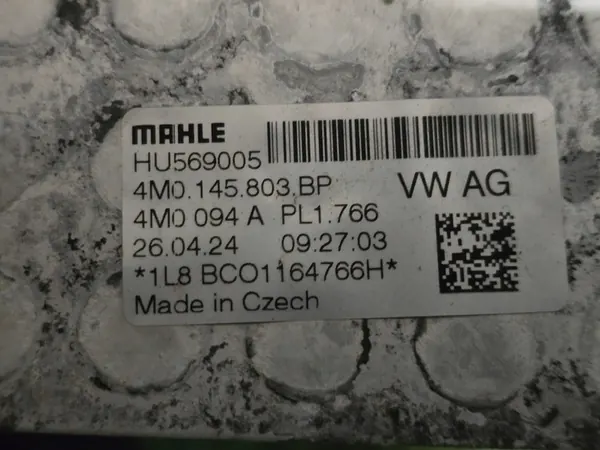 MAHLE
HU569005
4M0.145.803.BP VW AG
4M0 094 A PL1.766
26.04.24 09:27:03
*1L8 BCO1164766H*
Made in Czech